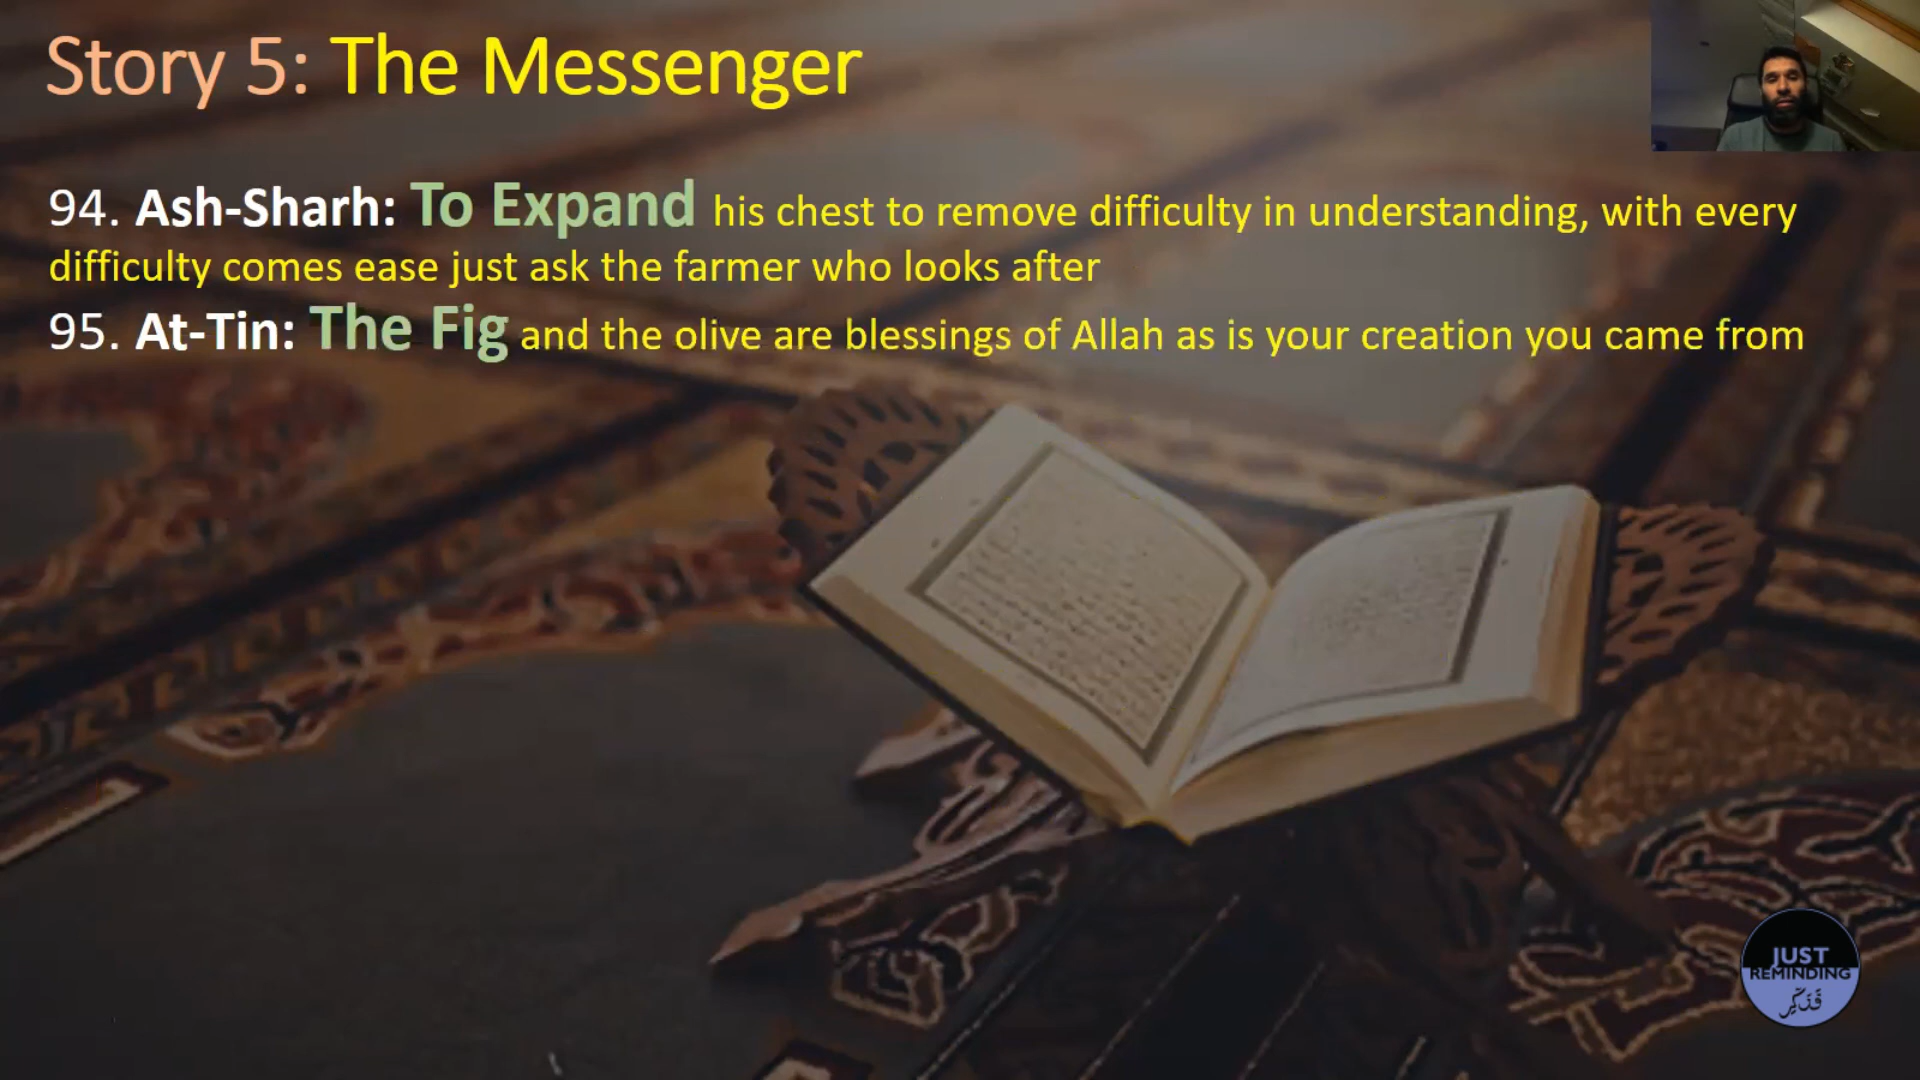 Story 5: The Messenger
94. Ash-Sharh: To Expand his chest to remove difficulty in understanding, with every
difficulty comes ease just ask the farmer who looks after
95. At-Tin: The Fig and the olive are blessings of Allah as is your creation you came from
JUST
REMINDING
فَذَكِّر